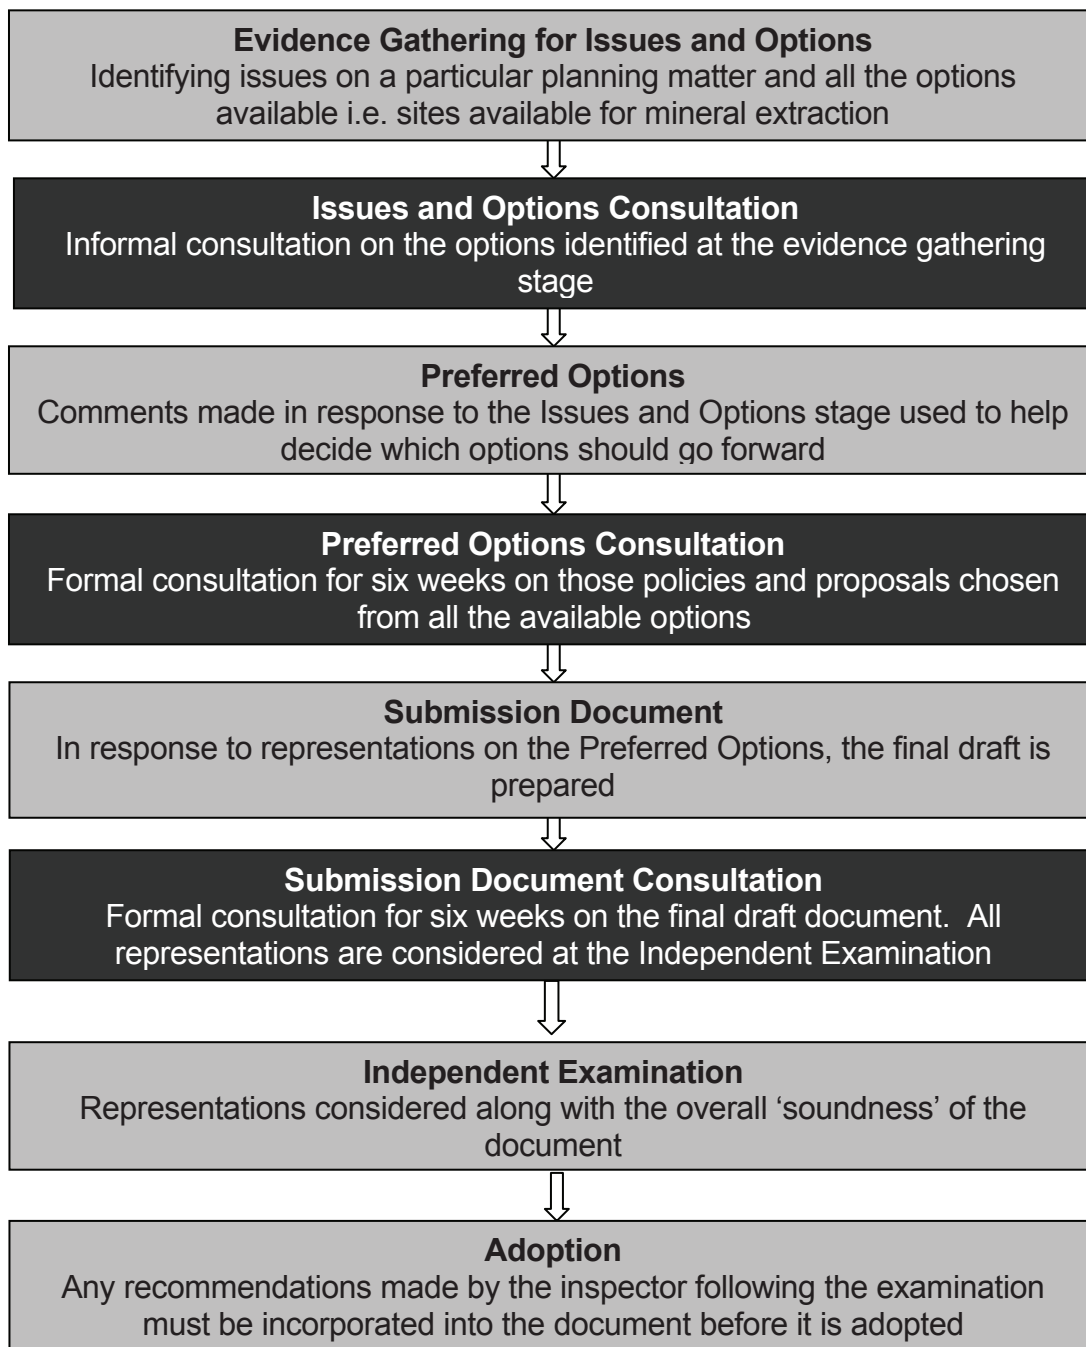 Evidence Gathering for Issues and Options
Identifying issues on a particular planning matter and all the options
available i.e. sites available for mineral extraction
Issues and Options Consultation
Informal consultation on the options identified at the evidence gathering
stage
Preferred Options
Comments made in response to the Issues and Options stage used to help
decide which options should go forward
Preferred Options Consultation
Formal consultation for six weeks on those policies and proposals chosen
from all the available options
Submission Document
In response to representations on the Preferred Options, the final draft is
prepared
Submission Document Consultation
Formal consultation for six weeks on the final draft document.  All
representations are considered at the Independent Examination
Independent Examination
Representations considered along with the overall ‘soundness’ of the
document
Adoption
Any recommendations made by the inspector following the examination
must be incorporated into the document before it is adopted